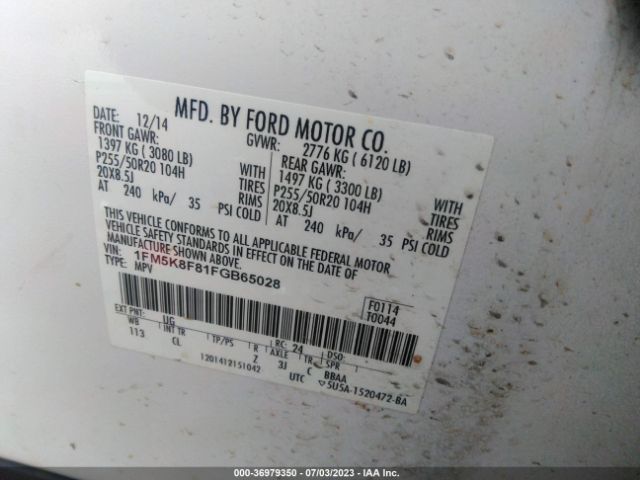 MFD. BY FORD MOTOR CO.
DATE: 12/14 GVWR: 2776 KG ( 6120 LB)
FRONT GAWR: REAR GAWR:
1397 KG ( 3080 LB) WITH 1497 KG ( 3300 LB) WITH
P255/50R20 104H TIRES P255/50R20 104H TIRES
20X8.5J RIMS 20X8.5J RIMS
AT 240 kPa/ 35 PSI COLD AT 240 kPa/ 35 PSI COLD
THIS VEHICLE CONFORMS TO ALL APPLICABLE FEDERAL MOTOR
VEHICLE SAFETY STANDARDS IN EFFECT ON THE DATE OF
MANUFACTURE SHOWN ABOVE.
VIN: 1FM5K8F81FGB65028
TYPE: MPV
F0114
T0044
EXT PNT: UG RC: 24 DSO:
WB INT TR TP/PS R AXLE TR SPR
113 CL Z 3J C BBAA
1201412151042 UTC 5U5A-1520472-BA
000-36979350 - 07/03/2023 - IAA Inc.